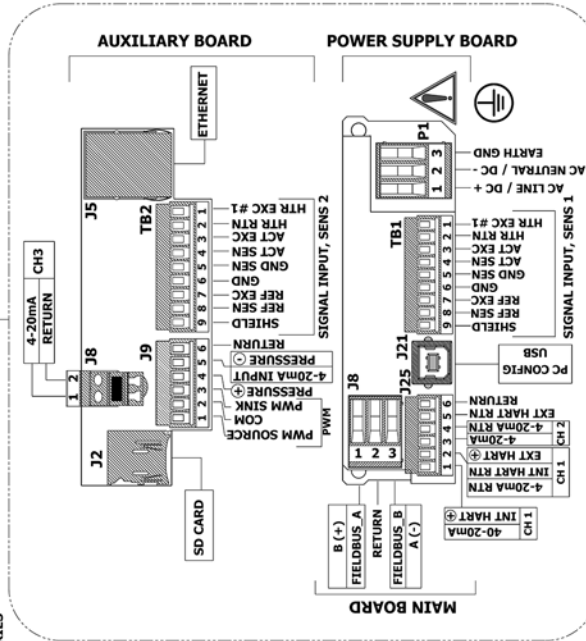 AUXILIARY BOARD
POWER SUPPLY BOARD
MAIN BOARD
ETHERNET
J5
4-20mA
RETURN
CH3
J8
1 2
J2
SD CARD
TB2
9 8 7 6 5 4 3 2 1
SHIELD
REF SEN
REF EXC
GND
GND SEN
ACT SEN
ACT EXC
HTR RTN
HTR EXC #1
SIGNAL INPUT, SENS 2
J9
1 2 3 4 5 6
PWM SOURCE
COM
PWM SINK
PWM
PRESSURE ⊕
4-20mA INPUT
PRESSURE ⊖
RETURN
P1
1 2 3
AC LINE / DC +
AC NEUTRAL / DC -
EARTH GND
TB1
9 8 7 6 5 4 3 2 1
SHIELD
REF SEN
REF EXC
GND
GND SEN
ACT SEN
ACT EXC
HTR RTN
HTR EXC #1
SIGNAL INPUT, SENS 1
J21
PC CONFIG
USB
J8
1 2 3
B (+)
FIELDBUS_A
RETURN
FIELDBUS_B
A (-)
J25
1 2 3 4 5 6
40-20mA
INT HART ⊕
CH 1
4-20mA RTN
INT HART RTN
EXT HART ⊕
CH 1
4-20mA
4-20mA RTN
CH 2
EXT HART RTN
RETURN